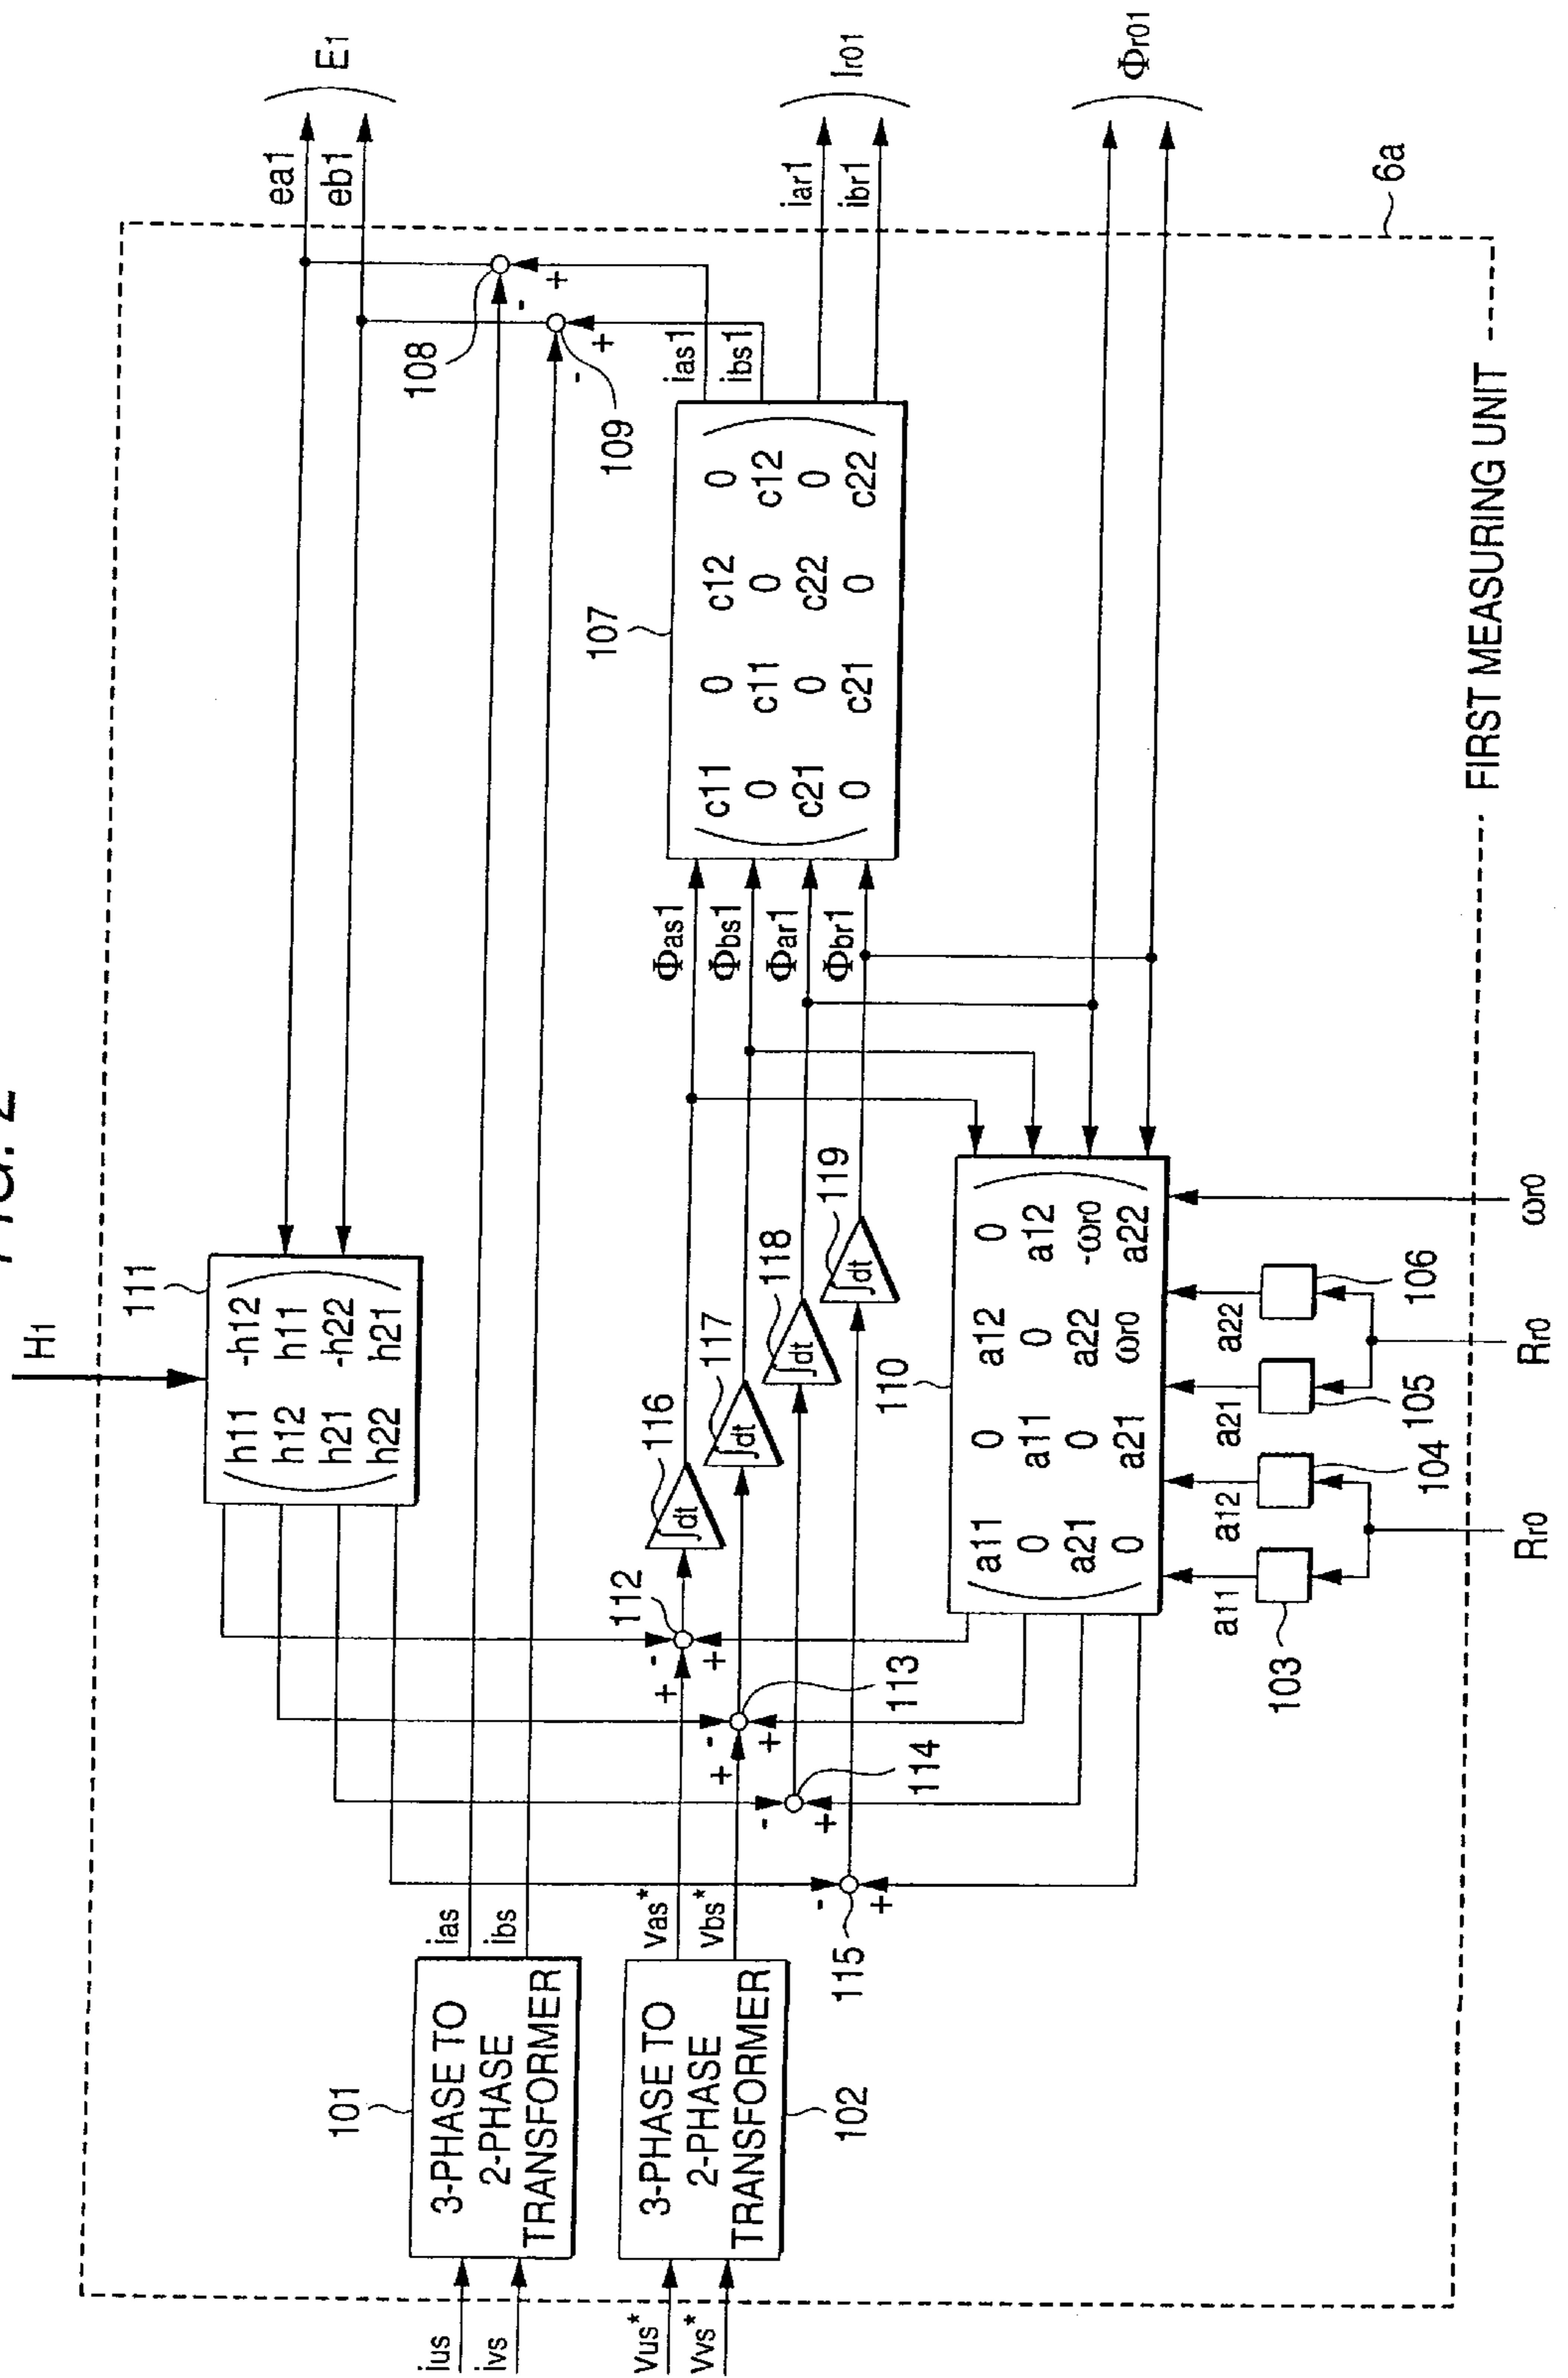 FIG. 2
H1
111
h11 -h12
h12 h11
h21 -h22
h22 h21
ea1
eb1
E1
101
3-PHASE TO
2-PHASE
TRANSFORMER
ius
ivs
ias
ibs
108
109
102
3-PHASE TO
2-PHASE
TRANSFORMER
Vus*
Vvs*
Vas*
Vbs*
112
113
114
115
+
-
+
+
-
+
-
+
-
+
-
+
-
+
116
∫dt
117
∫dt
118
∫dt
119
∫dt
Φas1
Φbs1
Φar1
Φbr1
107
c11 0 c12 0
0 c11 0 c12
c21 0 c22 0
0 c21 0 c22
ias1
ibs1
iar1
ibr1
Ir01
Φr01
110
a11 0 a12 0
0 a11 0 a12
a21 0 a22 -ωr0
0 a21 ωr0 a22
a11
a12
a21
a22
103
104
105
106
Rr0
Rr0
ωr0
FIRST MEASURING UNIT
6a